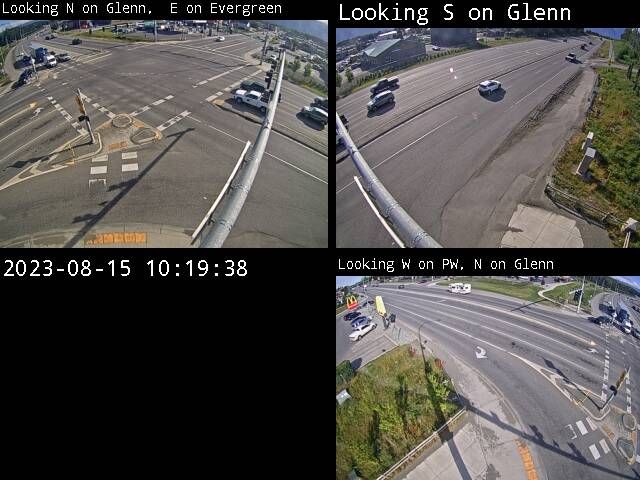 Looking N on Glenn, E on Evergreen
Looking S on Glenn
2023-08-15 10:19:38
Looking W on PW, N on Glenn